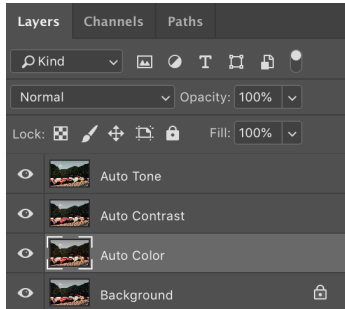 Layers Channels Paths
Kind T
Normal Opacity: 100%
Lock: Fill: 100%
Auto Tone
Auto Contrast
Auto Color
Background